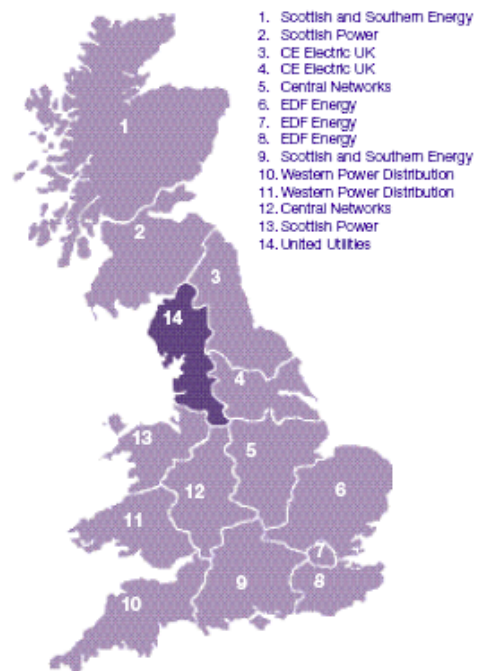 1. Scottish and Southern Energy
2. Scottish Power
3. CE Electric UK
4. CE Electric UK
5. Central Networks
6. EDF Energy
7. EDF Energy
8. EDF Energy
9. Scottish and Southern Energy
10. Western Power Distribution
11. Western Power Distribution
12. Central Networks
13. Scottish Power
14. United Utilities
1
2
3
14
4
13
5
12
6
11
7
9
8
10